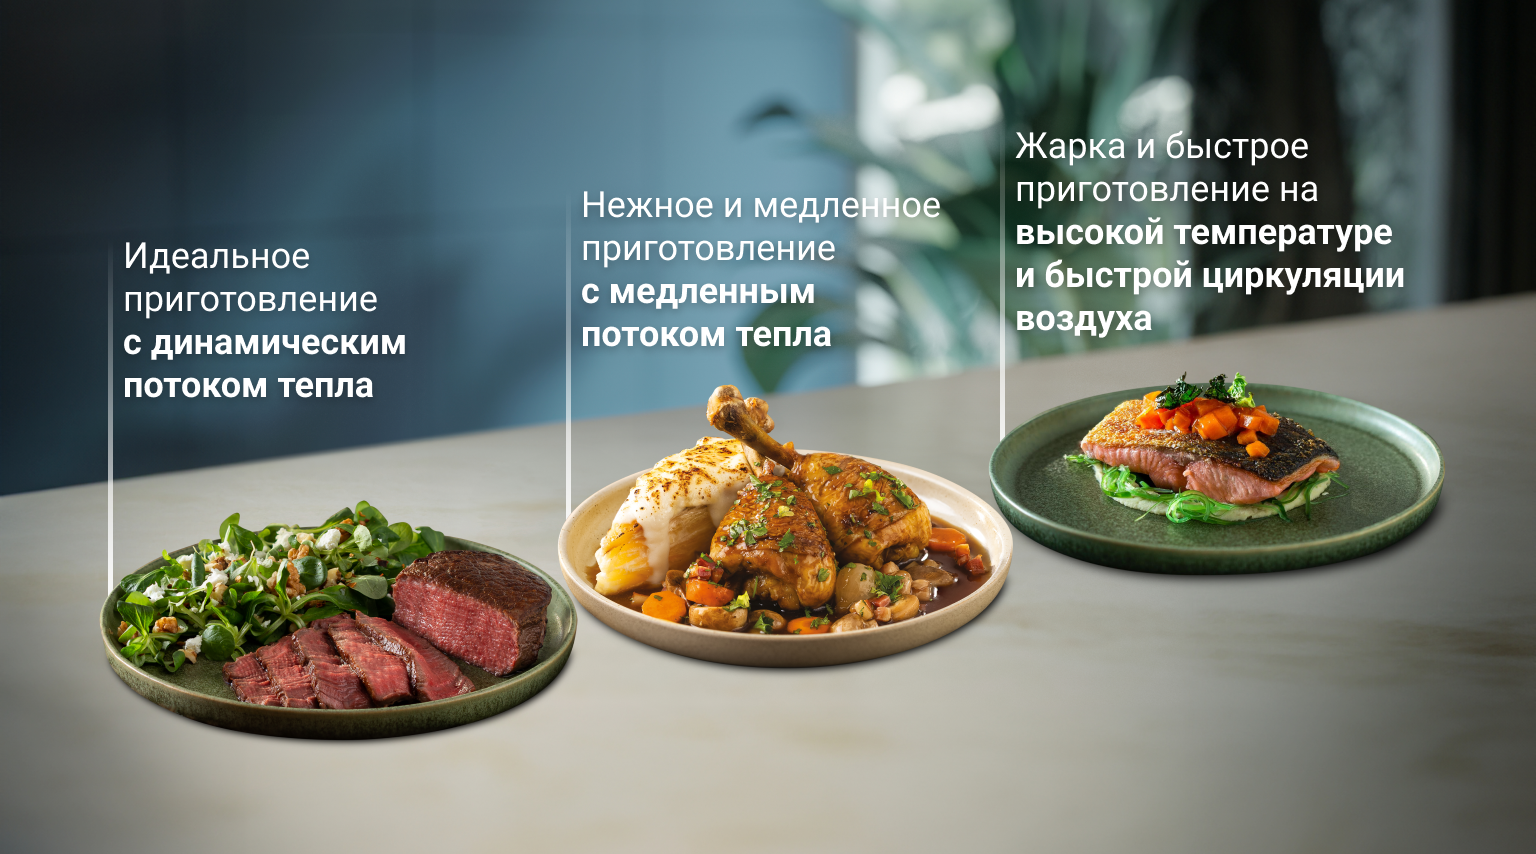 Идеальное
приготовление
с динамическим
потоком тепла
Нежное и медленное
приготовление
с медленным
потоком тепла
Жарка и быстрое
приготовление на
высокой температуре
и быстрой циркуляции
воздуха